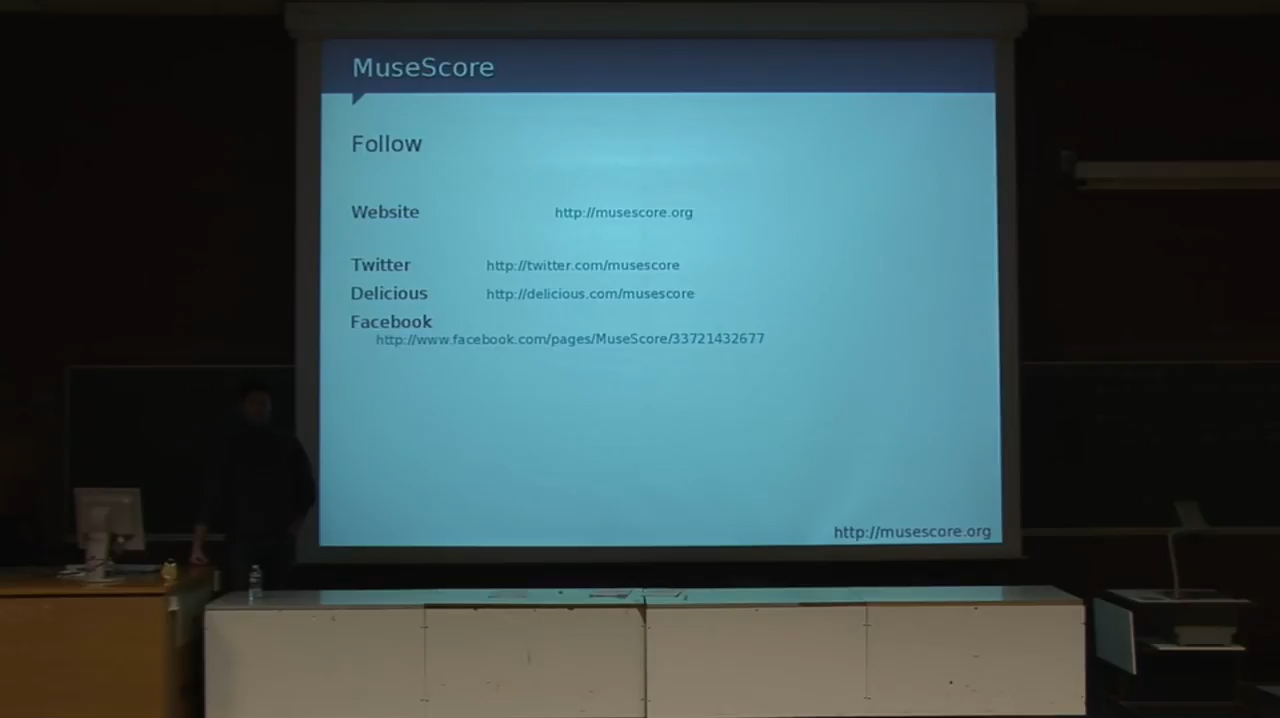 MuseScore
Follow
Website http://musescore.org
Twitter http://twitter.com/musescore
Delicious http://delicious.com/musescore
Facebook
http://www.facebook.com/pages/MuseScore/33721432677
http://musescore.org